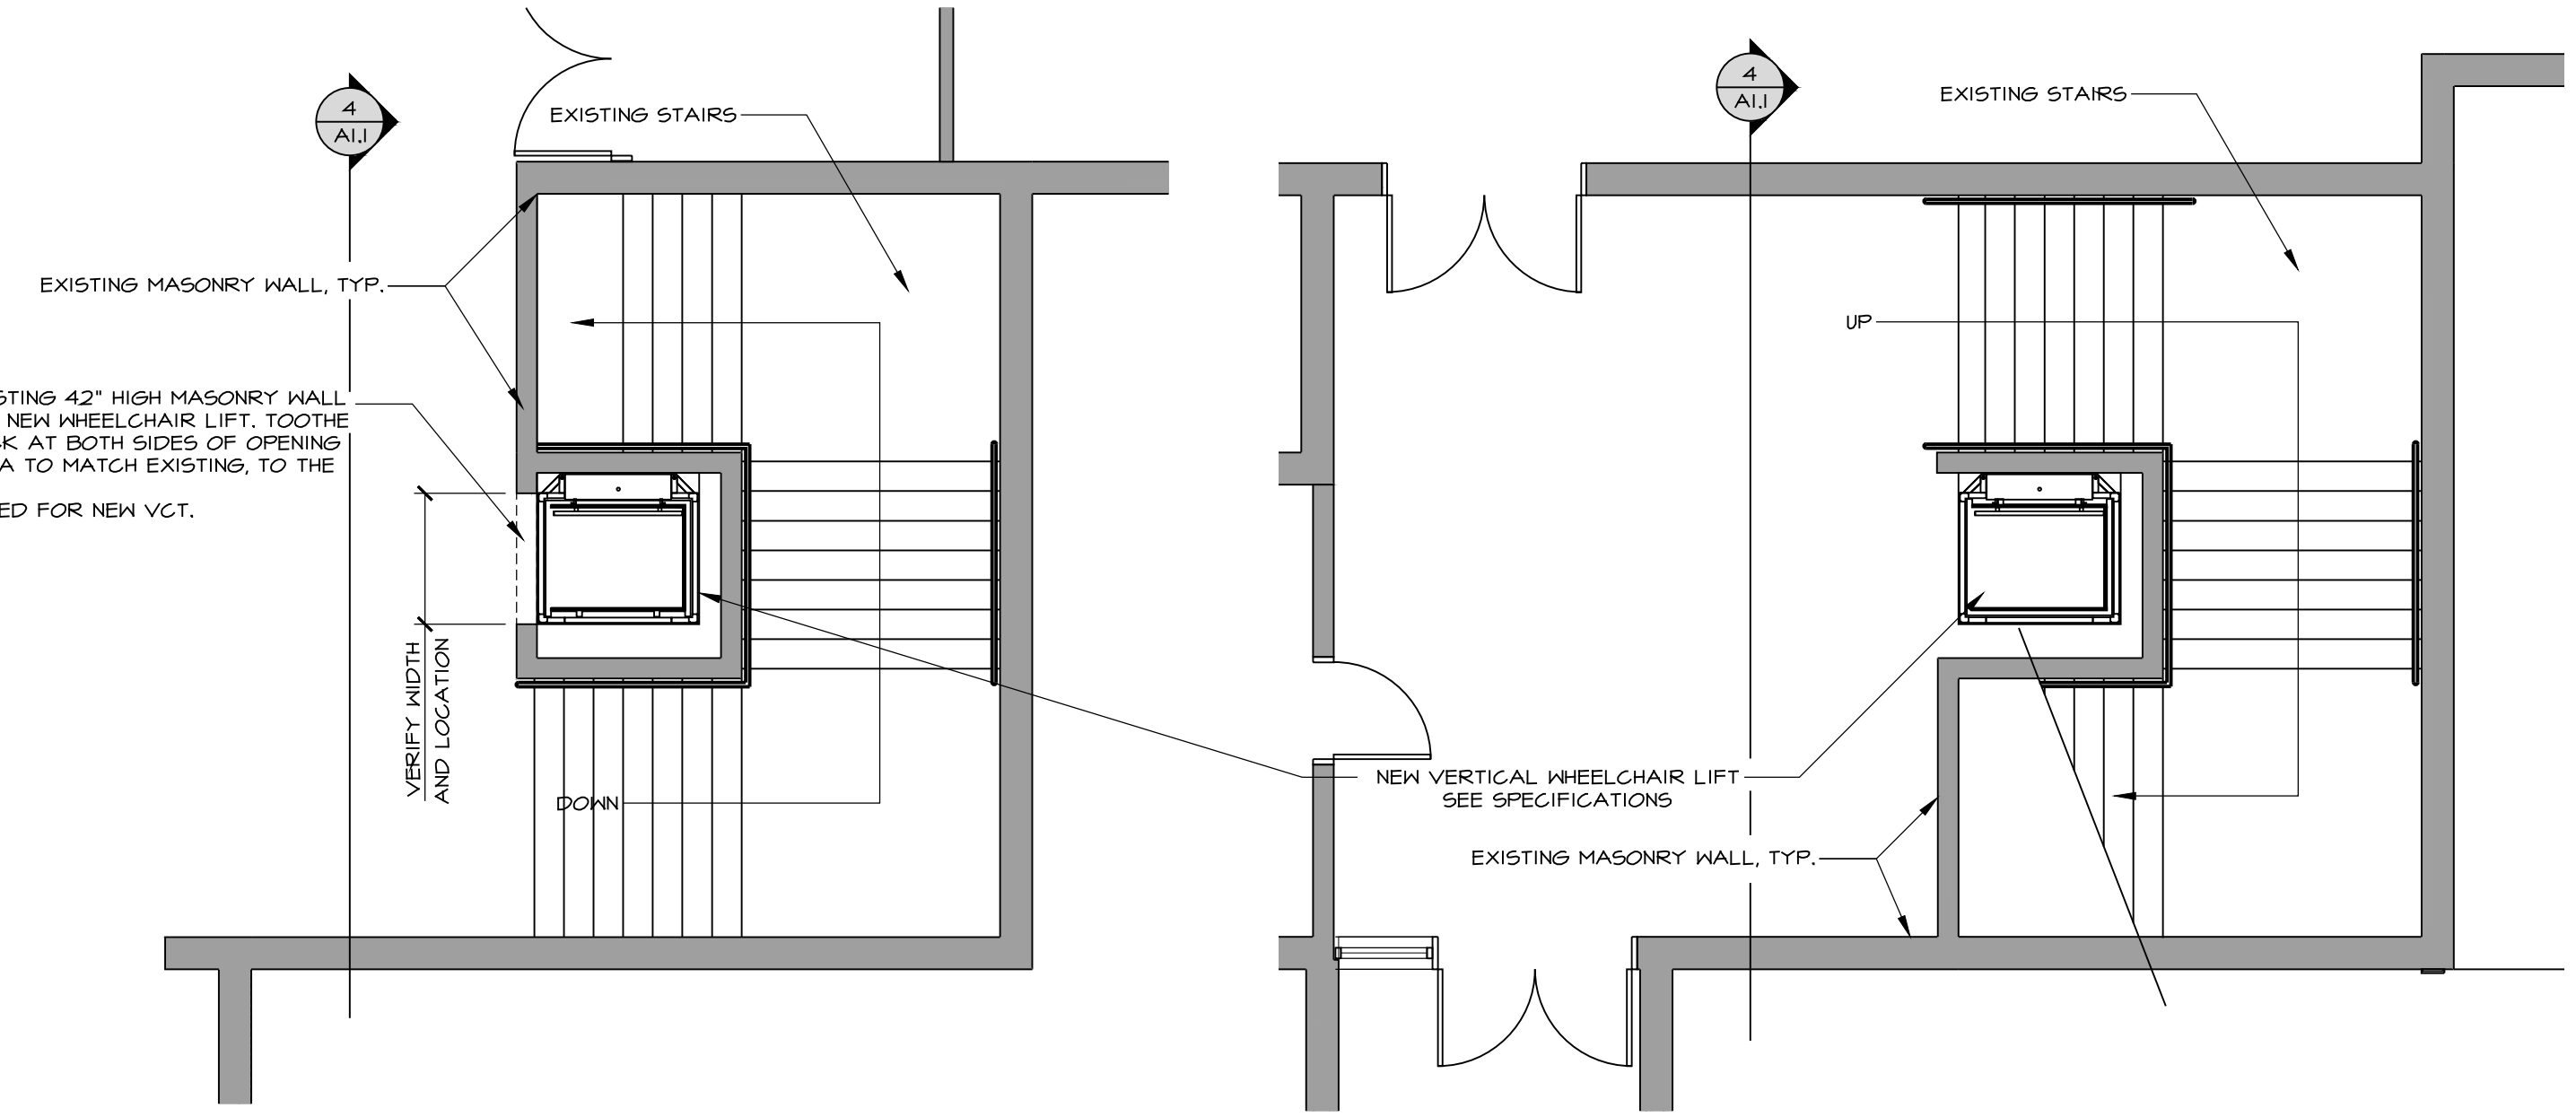 4
A1.1
EXISTING STAIRS
EXISTING MASONRY WALL, TYP.
STING 42" HIGH MASONRY WALL
NEW WHEELCHAIR LIFT. TOOTHE
CK AT BOTH SIDES OF OPENING
A TO MATCH EXISTING, TO THE
ED FOR NEW VCT.
VERIFY WIDTH
AND LOCATION
DOWN
4
A1.1
EXISTING STAIRS
UP
NEW VERTICAL WHEELCHAIR LIFT
SEE SPECIFICATIONS
EXISTING MASONRY WALL, TYP.